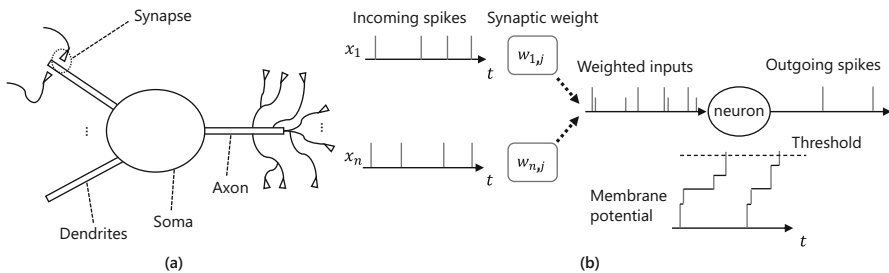 Synapse
...
Dendrites
Soma
Axon
...
(a)
Incoming spikes
Synaptic weight
x1
t
w1,j
xn
t
wn,j
Weighted inputs
Outgoing spikes
neuron
Threshold
Membrane
potential
t
(b)